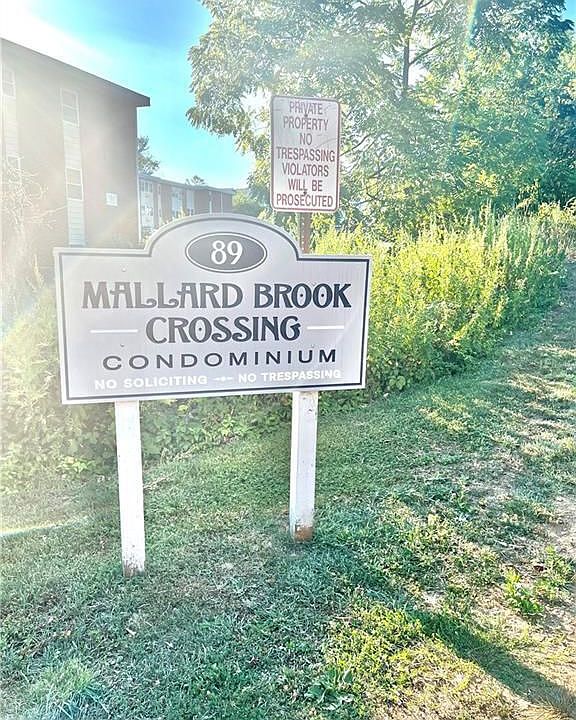 PRIVATE
PROPERTY
NO
TRESPASSING
VIOLATORS
WILL BE
PROSECUTED
89
MALLARD BROOK
CROSSING
CONDOMINIUM
NO SOLICITING NO TRESPASSING